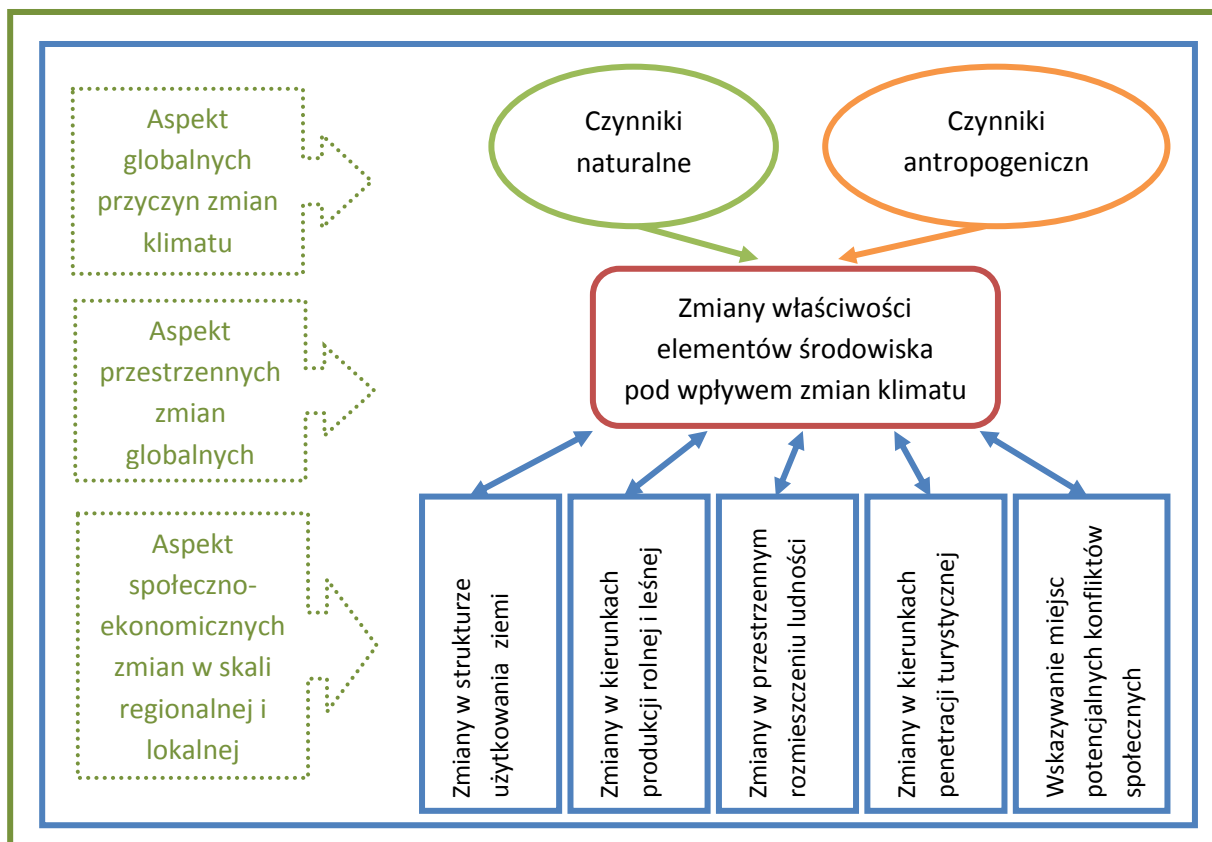 Aspekt
globalnych
przyczyn zmian
klimatu
Czynniki
naturalne
Czynniki
antropogeniczn
Aspekt
przestrzennych
zmian
globalnych
Zmiany właściwości
elementów środowiska
pod wpływem zmian klimatu
Aspekt
społeczno-
ekonomicznych
zmian w skali
regionalnej i
lokalnej
Zmiany w strukturze
użytkowania ziemi
Zmiany w kierunkach
produkcji rolnej i leśnej
Zmiany w przestrzennym
rozmieszczeniu ludności
Zmiany w kierunkach
penetracji turystycznej
Wskazywanie miejsc
potencjalnych konfliktów
społecznych